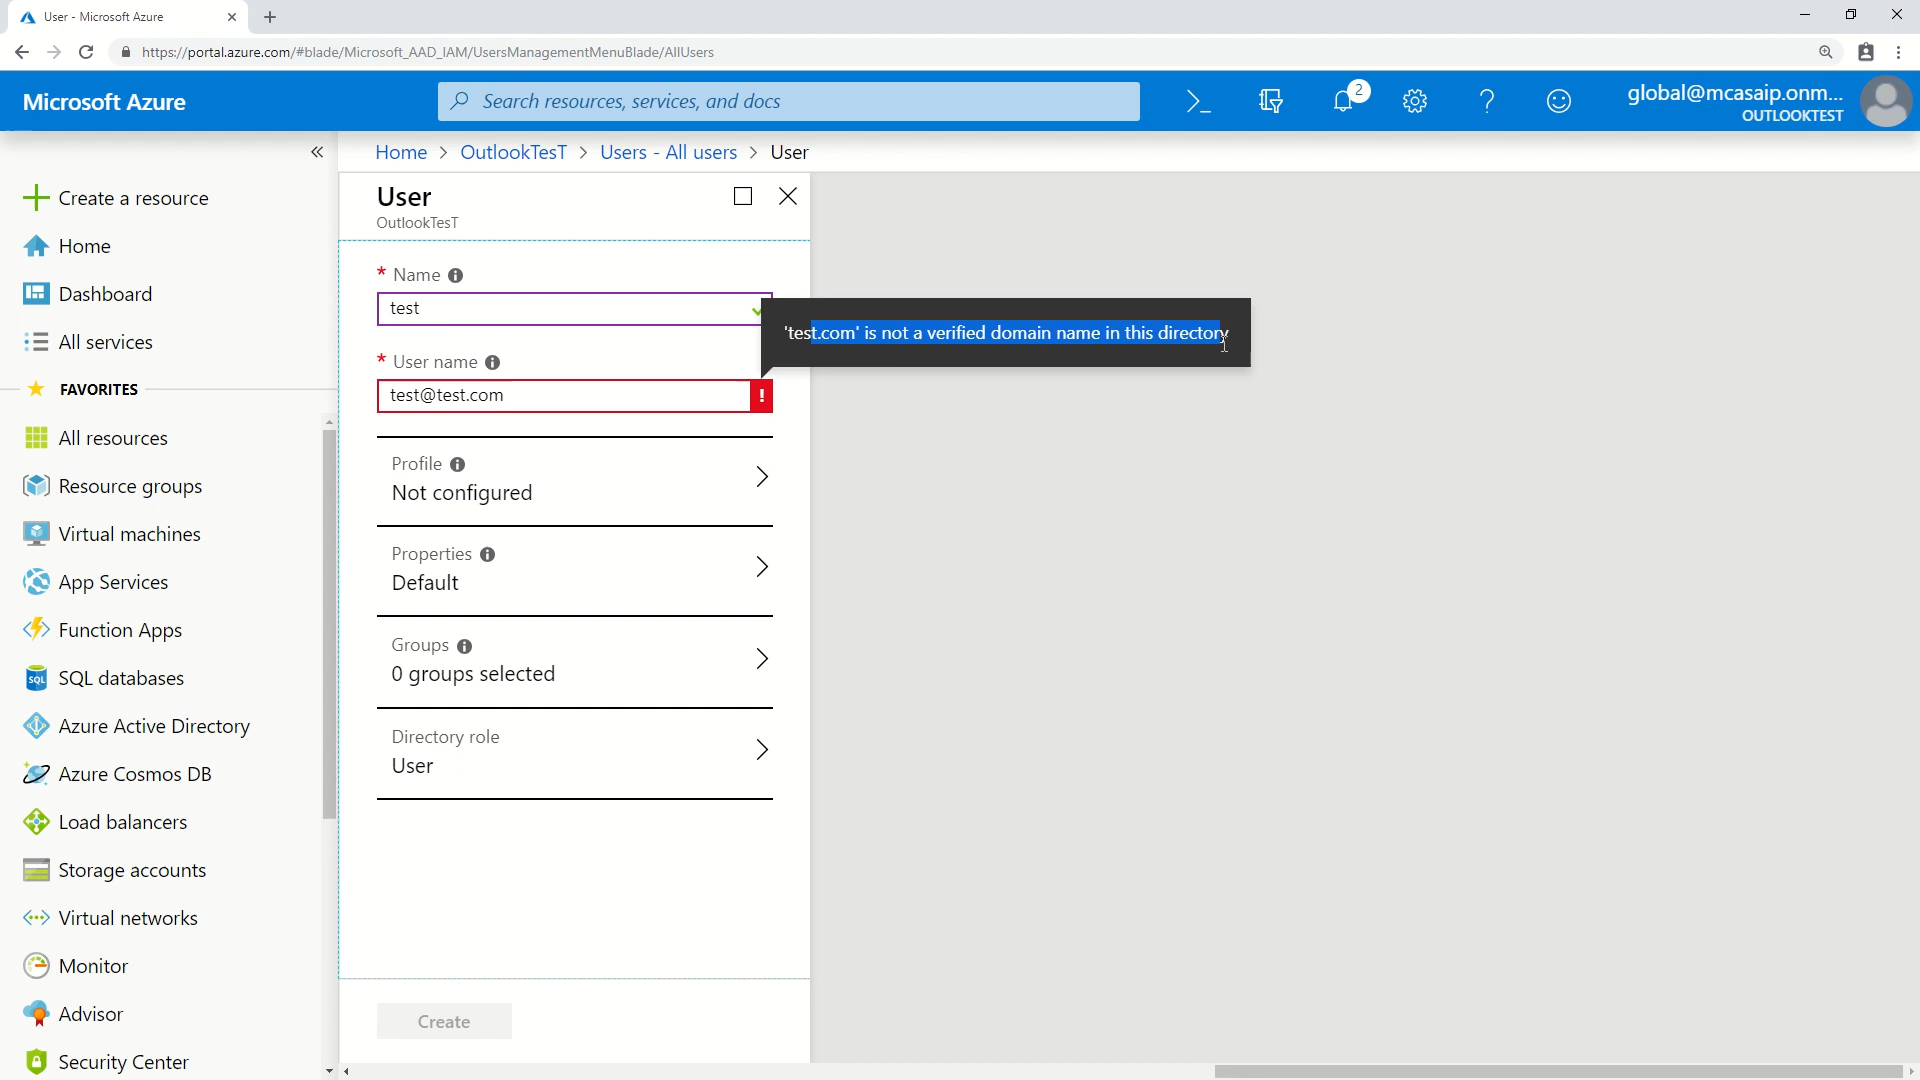 User - Microsoft Azure
https://portal.azure.com/#blade/Microsoft_AAD_IAM/UsersManagementMenuBlade/AllUsers
Microsoft Azure
Search resources, services, and docs
2
global@mcasaip.onm...
OUTLOOKTEST
Home > OutlookTesT > Users - All users > User
Create a resource
Home
Dashboard
All services
FAVORITES
All resources
Resource groups
Virtual machines
App Services
Function Apps
SQL
SQL databases
Azure Active Directory
Azure Cosmos DB
Load balancers
Storage accounts
Virtual networks
Monitor
Advisor
Security Center
User
OutlookTesT
* Name
test
'test.com' is not a verified domain name in this directory
* User name
test@test.com
!
Profile
Not configured
Properties
Default
Groups
0 groups selected
Directory role
User
Create